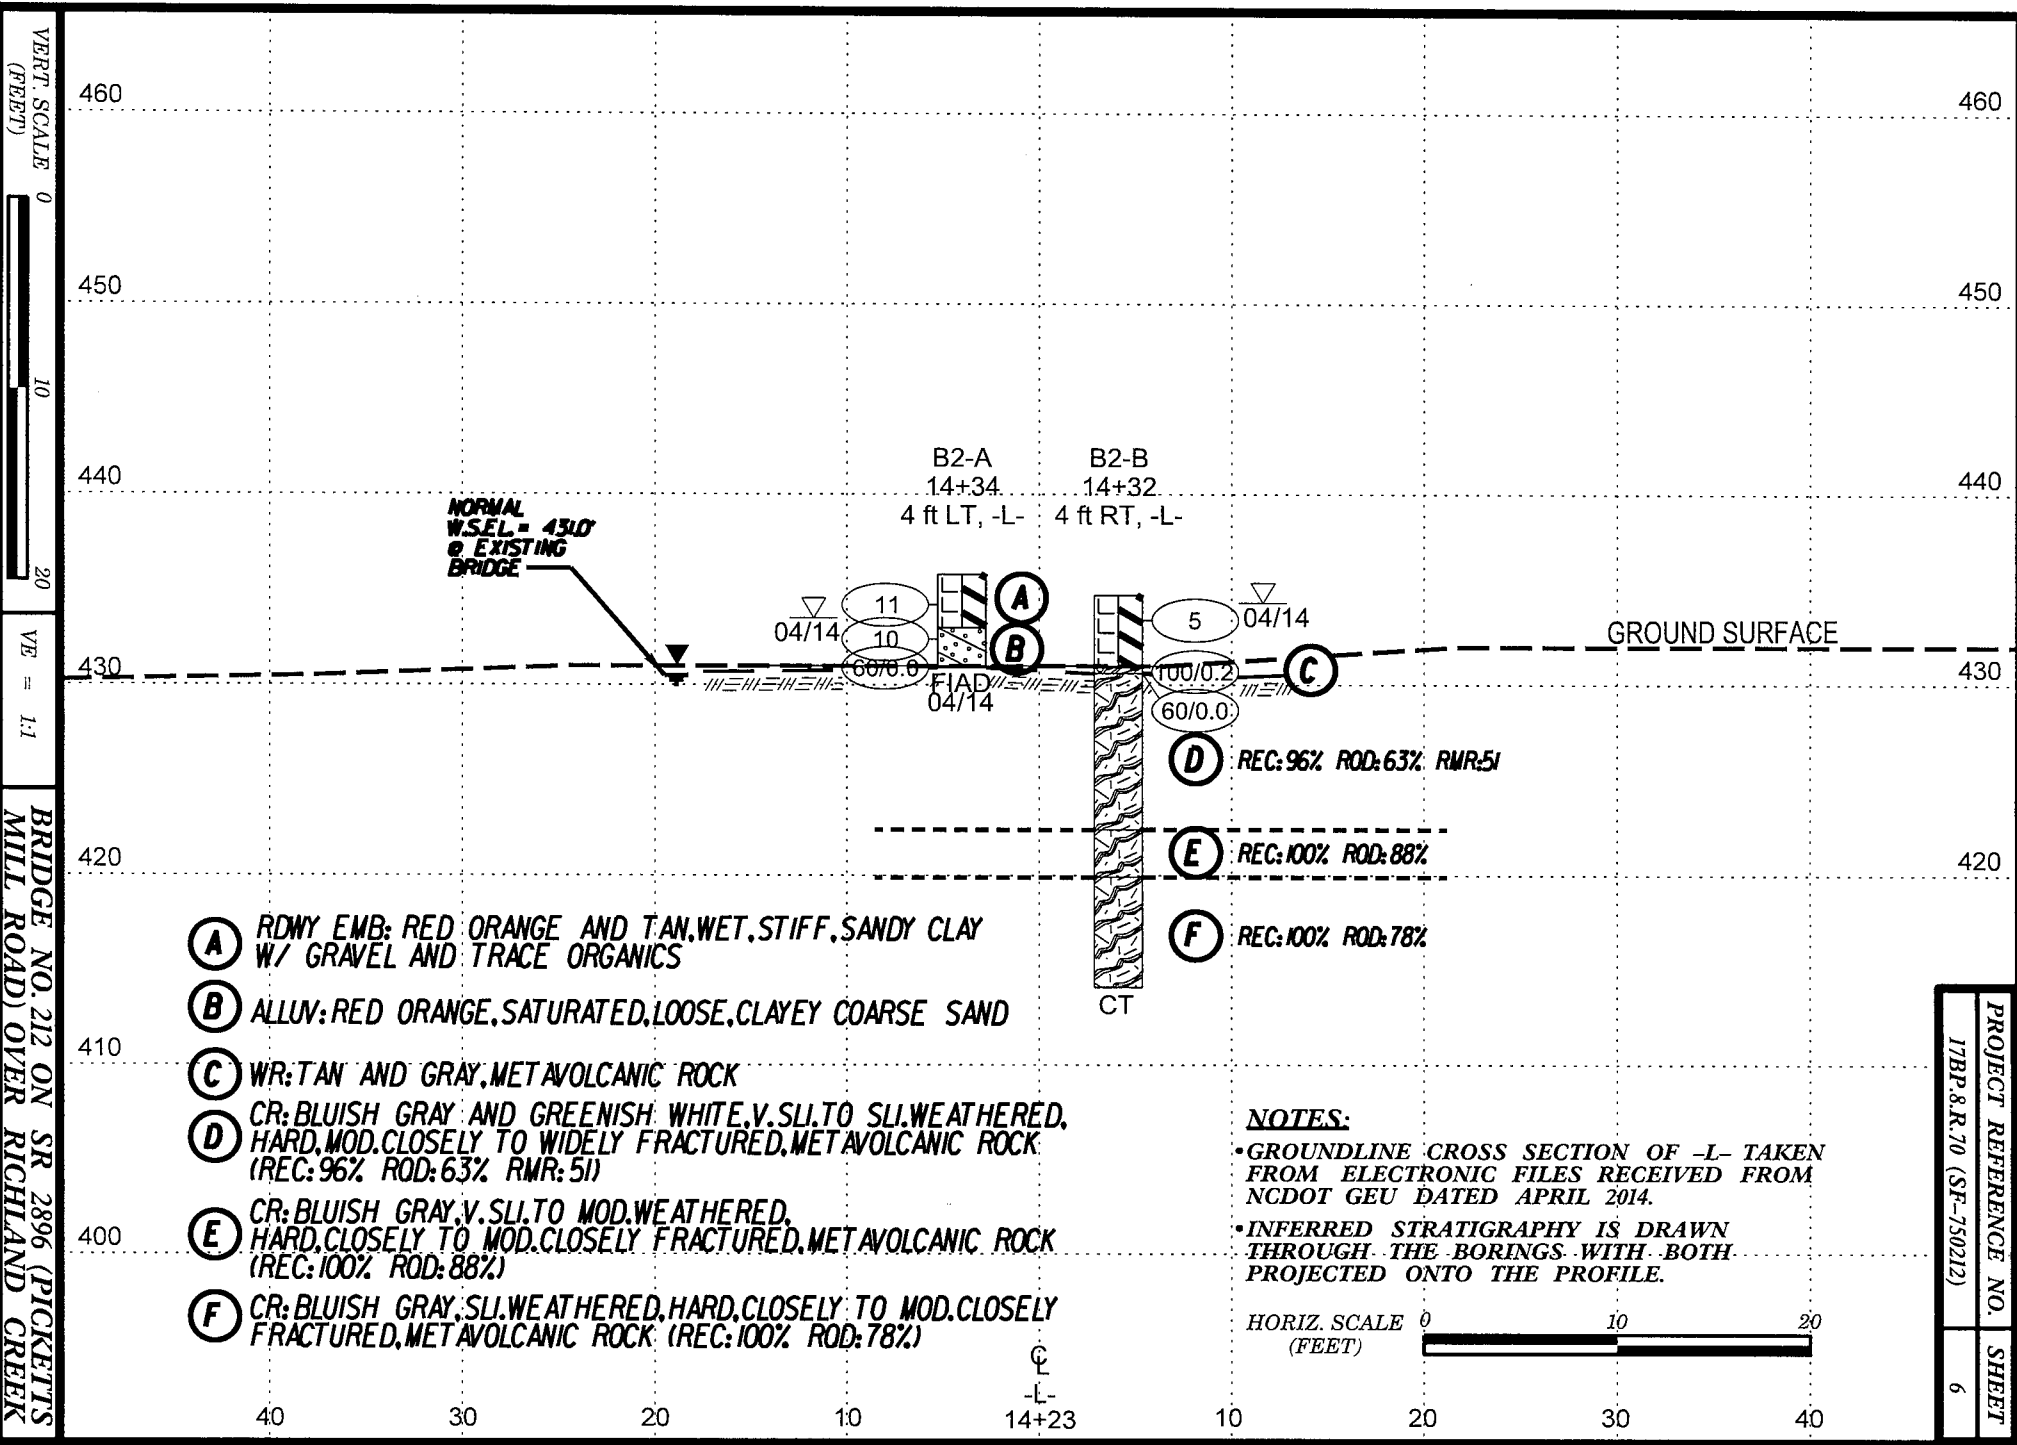 VERT. SCALE
(FEET)
0
10
20
VE = 1:1
BRIDGE NO. 212 ON SR 2896 (PICKETTS
MILL ROAD) OVER RICHLAND CREEK
460
460
450
450
440
440
430
430
420
420
410
400
B2-A
14+34
4 ft LT, -L-
B2-B
14+32
4 ft RT, -L-
NORMAL
W.S.EL. = 431.0'
@ EXISTING
BRIDGE
11
A
04/14
10
B
60/0.0
FIAD
04/14
5
04/14
100/0.2
60/0.0
C
GROUND SURFACE
D REC:96% RQD:63% RMR:51
E REC:100% RQD:88%
F REC:100% RQD:78%
CT
A RDWY EMB: RED ORANGE AND TAN,WET,STIFF,SANDY CLAY
W/ GRAVEL AND TRACE ORGANICS
B ALLUV: RED ORANGE,SATURATED,LOOSE,CLAYEY COARSE SAND
C WR:TAN AND GRAY,METAVOLCANIC ROCK
D CR:BLUISH GRAY AND GREENISH WHITE,V.SLI.TO SLI.WEATHERED,
HARD,MOD.CLOSELY TO WIDELY FRACTURED,METAVOLCANIC ROCK
(REC:96% RQD:63% RMR:51)
E CR:BLUISH GRAY,V.SLI.TO MOD.WEATHERED,
HARD,CLOSELY TO MOD.CLOSELY FRACTURED,METAVOLCANIC ROCK
(REC:100% RQD:88%)
F CR:BLUISH GRAY,SLI.WEATHERED,HARD,CLOSELY TO MOD.CLOSELY
FRACTURED,METAVOLCANIC ROCK (REC:100% RQD:78%)
NOTES:
•GROUNDLINE CROSS SECTION OF -L- TAKEN
FROM ELECTRONIC FILES RECEIVED FROM
NCDOT GEU DATED APRIL 2014.
•INFERRED STRATIGRAPHY IS DRAWN
THROUGH THE BORINGS WITH BOTH
PROJECTED ONTO THE PROFILE.
HORIZ. SCALE
(FEET)
0 10 20
℄
-L-
14+23
40 30 20 10 10 20 30 40
PROJECT REFERENCE NO. SHEET
17BP.8.R.70 (SF-750212) 6